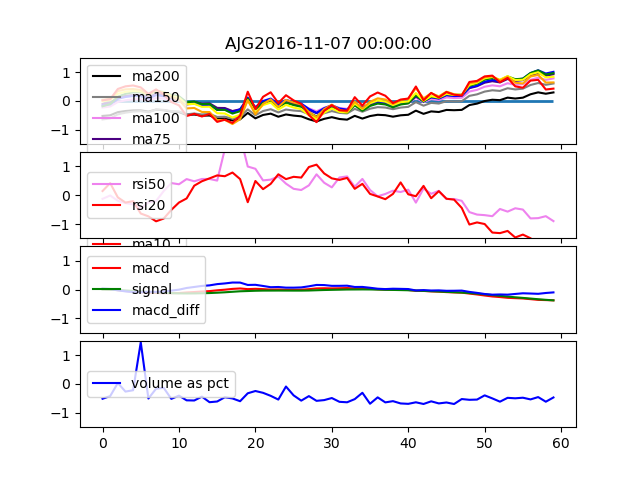 AJG2016-11-07 00:00:00
1
0
−1
ma200
ma150
ma100
ma75
1
0
−1
rsi50
rsi20
ma10
1
0
−1
macd
signal
macd_diff
1
0
−1
volume as pct
0 10 20 30 40 50 60